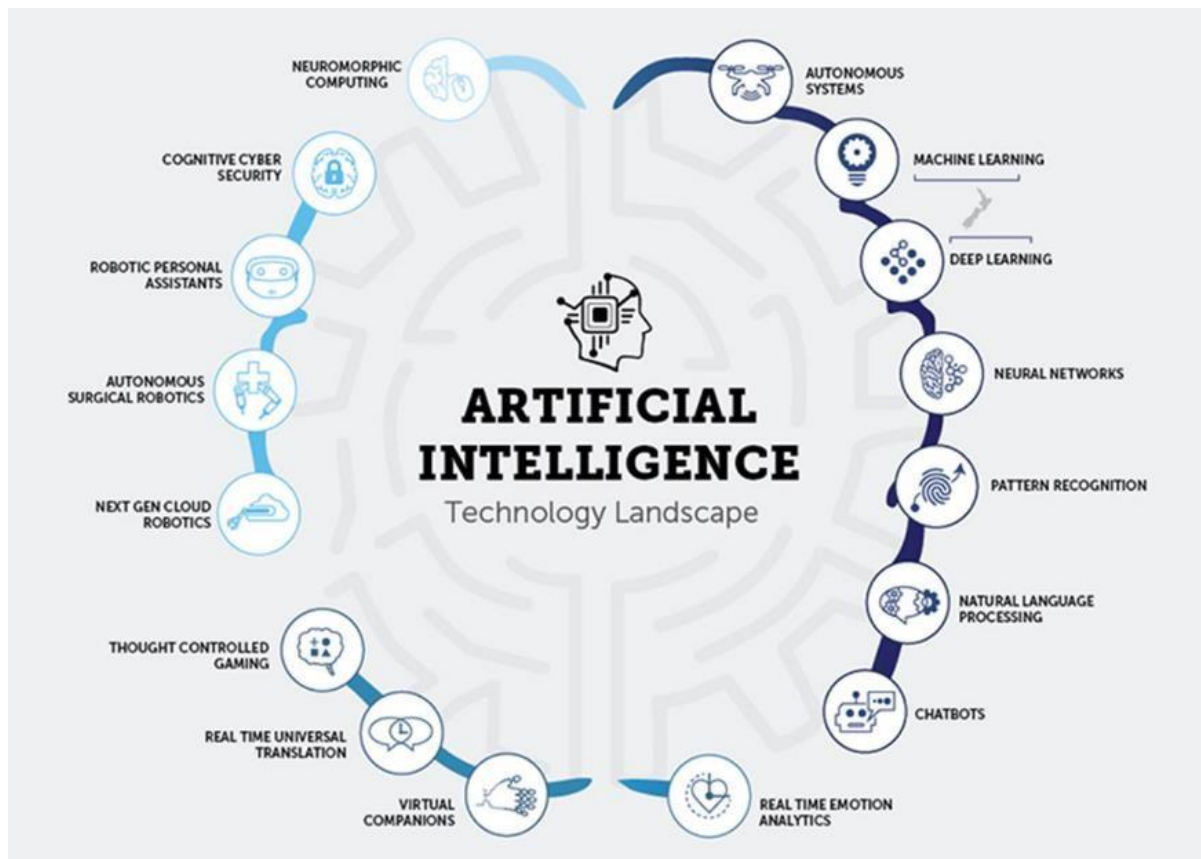 NEUROMORPHIC
COMPUTING
AUTONOMOUS
SYSTEMS
COGNITIVE CYBER
SECURITY
MACHINE LEARNING
ROBOTIC PERSONAL
ASSISTANTS
DEEP LEARNING
AUTONOMOUS
SURGICAL ROBOTICS
NEURAL NETWORKS
ARTIFICIAL
INTELLIGENCE
Technology Landscape
NEXT GEN CLOUD
ROBOTICS
PATTERN RECOGNITION
NATURAL LANGUAGE
PROCESSING
THOUGHT CONTROLLED
GAMING
CHATBOTS
REAL TIME UNIVERSAL
TRANSLATION
VIRTUAL
COMPANIONS
REAL TIME EMOTION
ANALYTICS